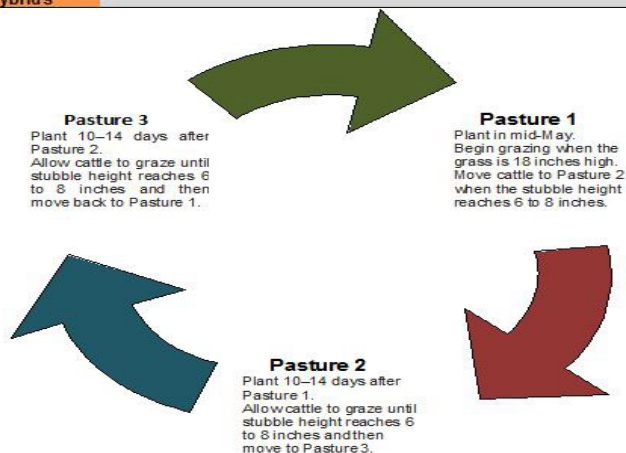 Pasture 3
Plant 10–14 days after
Pasture 2.
Allow cattle to graze until
stubble height reaches 6
to 8 inches and then
move back to Pasture 1.
Pasture 1
Plant in mid-May.
Begin grazing when the
grass is 18 inches high.
Move cattle to Pasture 2
when the stubble height
reaches 6 to 8 inches.
Pasture 2
Plant 10–14 days after
Pasture 1.
Allow cattle to graze until
stubble height reaches 6
to 8 inches and then
move to Pasture 3.